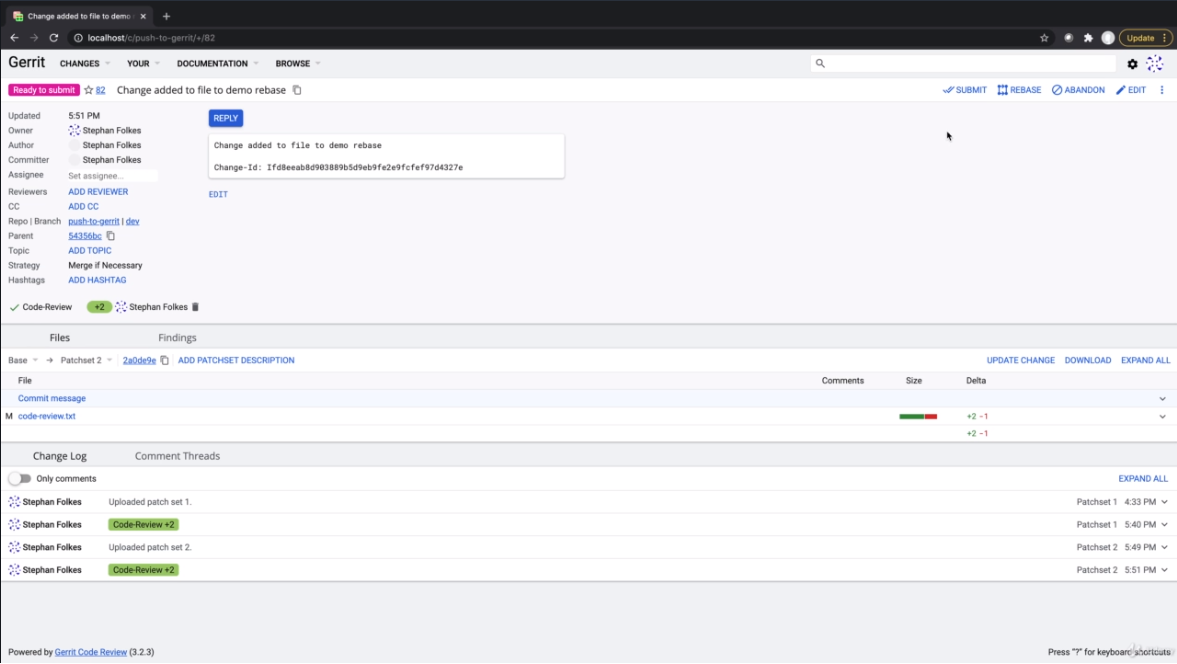 Change added to file to demo
localhost/c/push-to-gerrit/+/82
Update
Gerrit CHANGES YOUR DOCUMENTATION BROWSE
Ready to submit 82 Change added to file to demo rebase SUBMIT REBASE ABANDON EDIT
Updated 5:51 PM
Owner Stephan Folkes
Author Stephan Folkes
Committer Stephan Folkes
Assignee Set assignee...
Reviewers ADD REVIEWER
CC ADD CC
Repo | Branch push-to-gerrit | dev
Parent 54356bc
Topic ADD TOPIC
Strategy Merge if Necessary
Hashtags ADD HASHTAG
REPLY
Change added to file to demo rebase
Change-Id: Ifd8eeab8d903889b5d9eb9fe2e9fcfef97d4327e
EDIT
Code-Review +2 Stephan Folkes
Files Findings
Base → Patchset 2 2a0de9e ADD PATCHSET DESCRIPTION UPDATE CHANGE DOWNLOAD EXPAND ALL
File Comments Size Delta
Commit message
M code-review.txt +2 -1
+2 -1
Change Log Comment Threads
Only comments EXPAND ALL
Stephan Folkes Uploaded patch set 1. Patchset 1 4:33 PM
Stephan Folkes Code-Review +2 Patchset 1 5:40 PM
Stephan Folkes Uploaded patch set 2. Patchset 2 5:49 PM
Stephan Folkes Code-Review +2 Patchset 2 5:51 PM
Powered by Gerrit Code Review (3.2.3) Press "?" for keyboard shortcuts